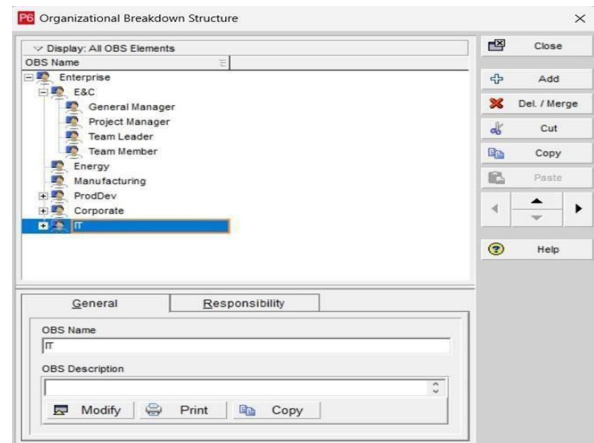 P6 Organizational Breakdown Structure
Close
Display: All OBS Elements
OBS Name
Enterprise
E&C
General Manager
Project Manager
Team Leader
Team Member
Energy
Manufacturing
ProdDev
Corporate
IT
Add
Del. / Merge
Cut
Copy
Paste
Help
General Responsibility
OBS Name
IT
OBS Description
Modify Print Copy